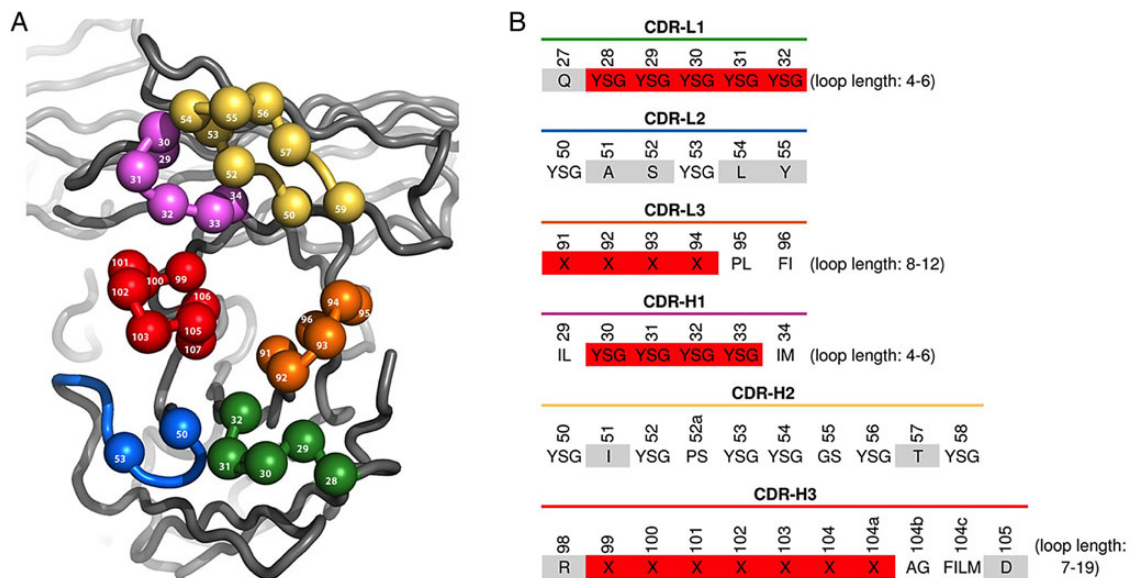 A
54
55
56
53
57
30
29
52
31
34
32
33
50
59
101
100
99
102
106
94
95
103
105
96
107
91
93
92
50
32
53
29
31
30
28
B
CDR-L1
27 28 29 30 31 32
Q YSG YSG YSG YSG YSG (loop length: 4-6)
CDR-L2
50 51 52 53 54 55
YSG A S YSG L Y
CDR-L3
91 92 93 94 95 96
X X X X PL FI (loop length: 8-12)
CDR-H1
29 30 31 32 33 34
IL YSG YSG YSG YSG IM (loop length: 4-6)
CDR-H2
50 51 52 52a 53 54 55 56 57 58
YSG I YSG PS YSG YSG GS YSG T YSG
CDR-H3
98 99 100 101 102 103 104 104a 104b 104c 105
R X X X X X X X AG FILM D
(loop length:
7-19)